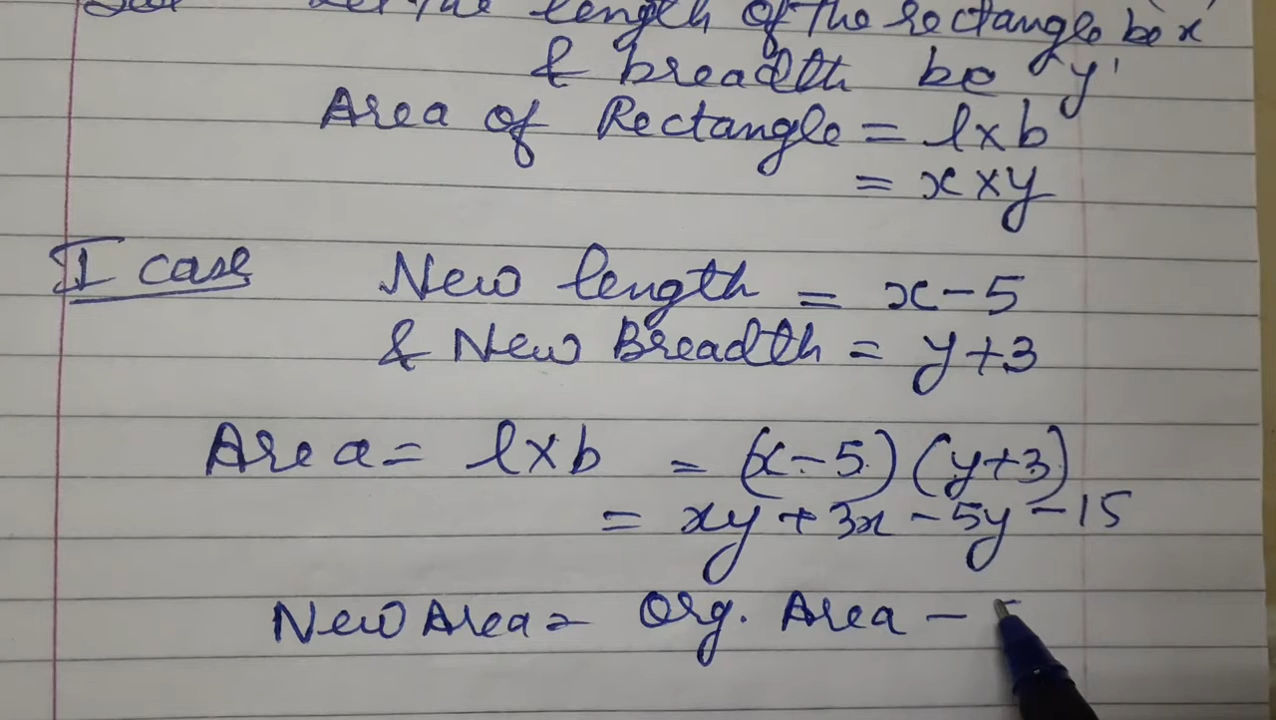 Let the length of the rectangle be 'x'
& breadth be 'y'
Area of Rectangle = l×b
= x×y
I case New length = x-5
& New Breadth = y+3
Area = l×b = (x-5)(y+3)
= xy+3x-5y-15
New Area = Org. Area -